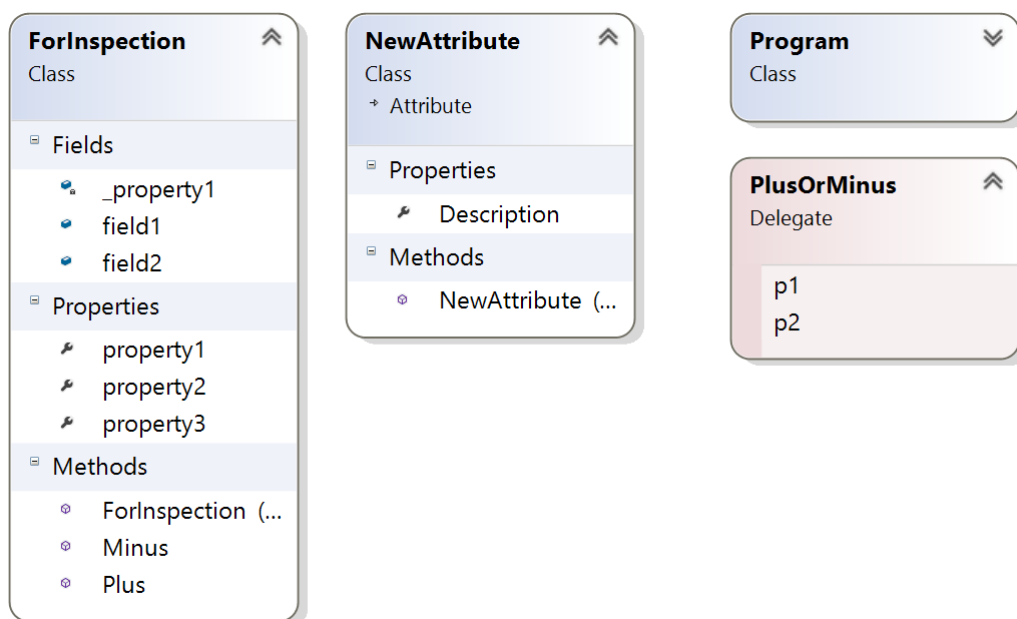 ForInspection
Class
Fields
_property1
field1
field2
Properties
property1
property2
property3
Methods
ForInspection (...
Minus
Plus
NewAttribute
Class
Attribute
Properties
Description
Methods
NewAttribute (...
Program
Class
PlusOrMinus
Delegate
p1
p2